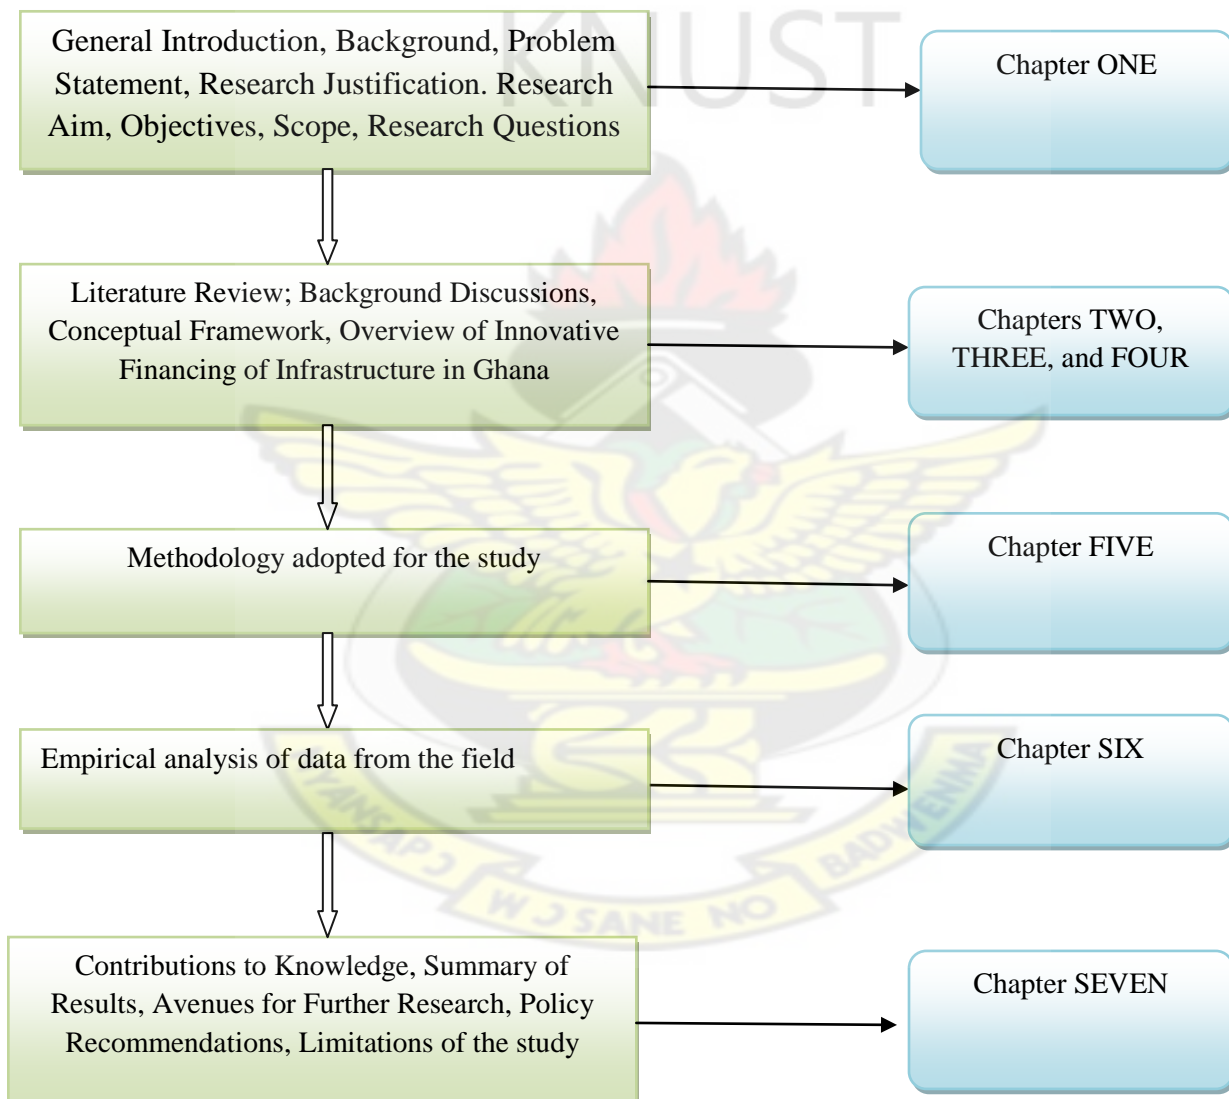 KNUST
General Introduction, Background, Problem
Statement, Research Justification. Research
Aim, Objectives, Scope, Research Questions
Chapter ONE
Literature Review; Background Discussions,
Conceptual Framework, Overview of Innovative
Financing of Infrastructure in Ghana
Chapters TWO,
THREE, and FOUR
Methodology adopted for the study
Chapter FIVE
Empirical analysis of data from the field
Chapter SIX
Contributions to Knowledge, Summary of
Results, Avenues for Further Research, Policy
Recommendations, Limitations of the study
Chapter SEVEN
NYANSAPƆ WƆSANE NO BADWENMA